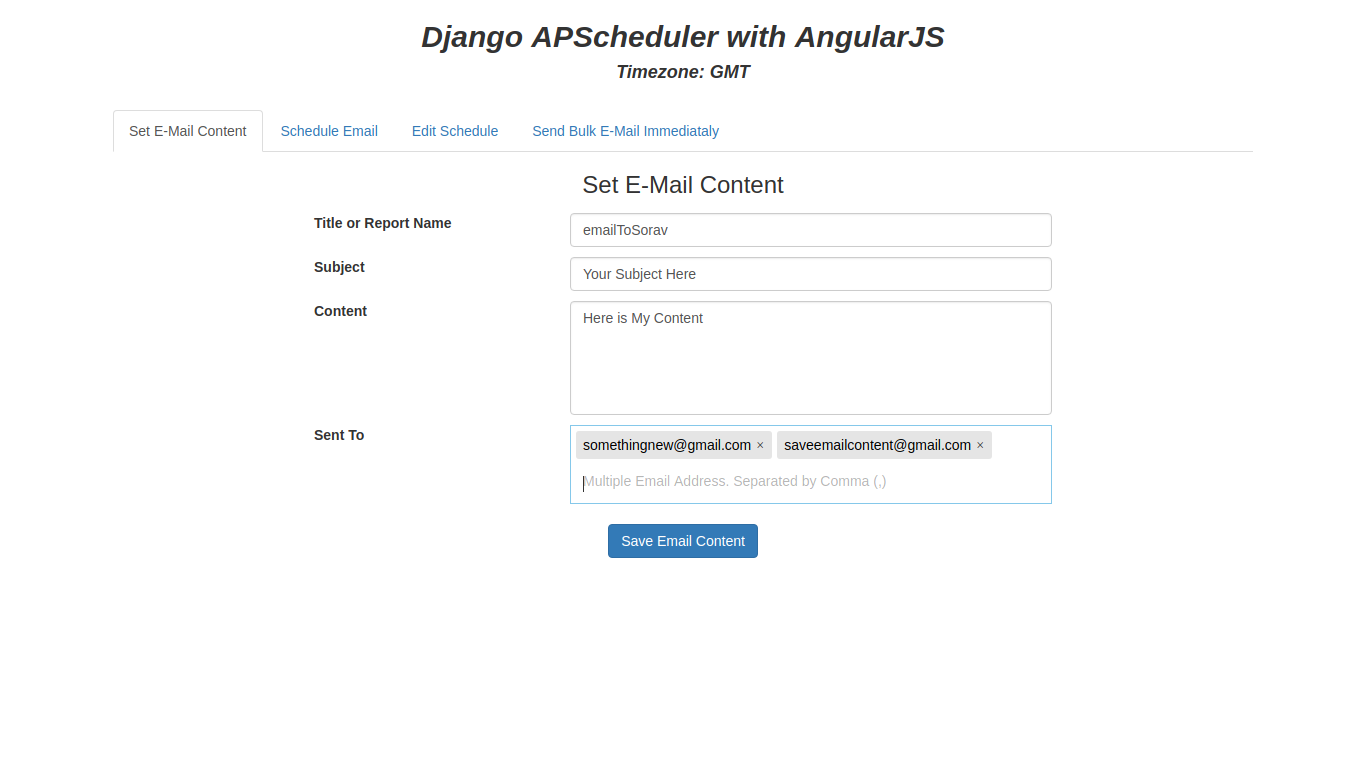 Django APScheduler with AngularJS
Timezone: GMT
Set E-Mail Content Schedule Email Edit Schedule Send Bulk E-Mail Immediataly
Set E-Mail Content
Title or Report Name emailToSorav
Subject Your Subject Here
Content Here is My Content
Sent To somethingnew@gmail.com × saveemailcontent@gmail.com ×
Multiple Email Address. Separated by Comma (,)
Save Email Content